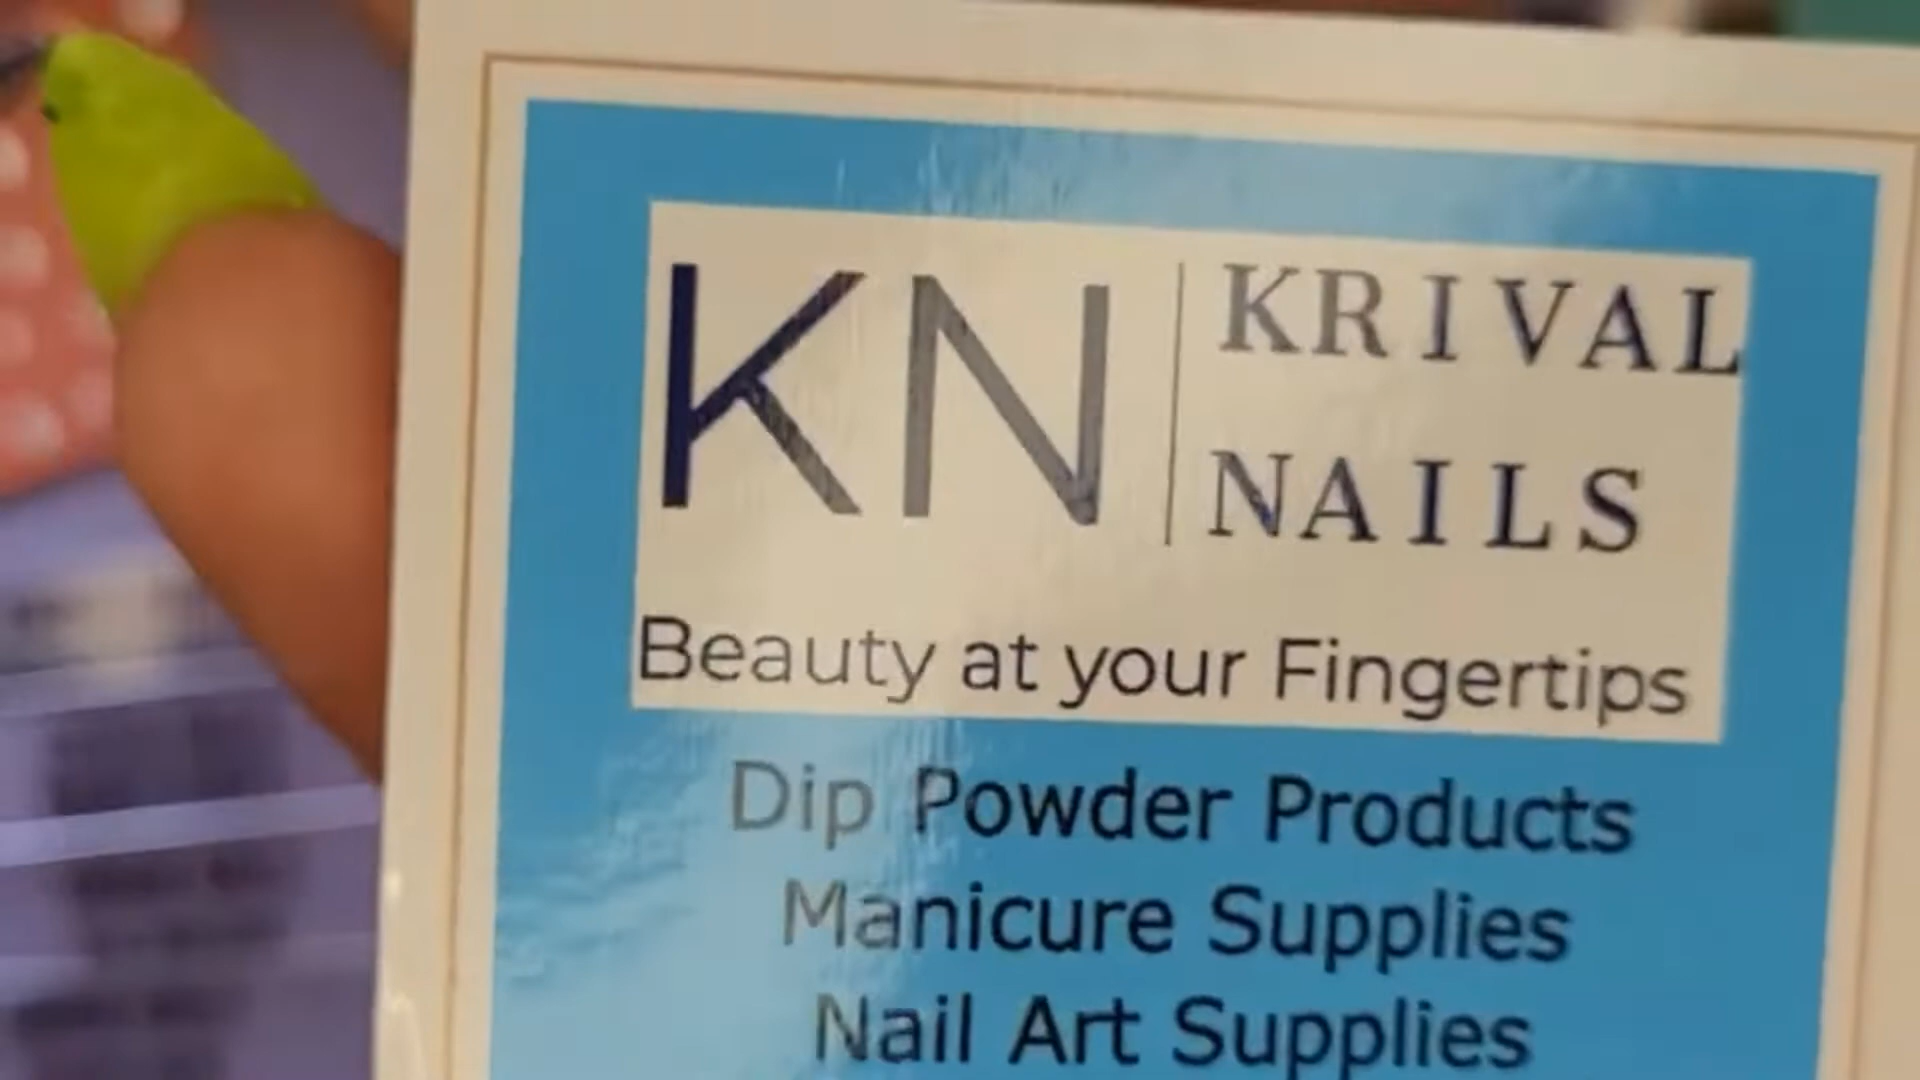 KN
KRIVAL
NAILS
Beauty at your Fingertips
Dip Powder Products
Manicure Supplies
Nail Art Supplies